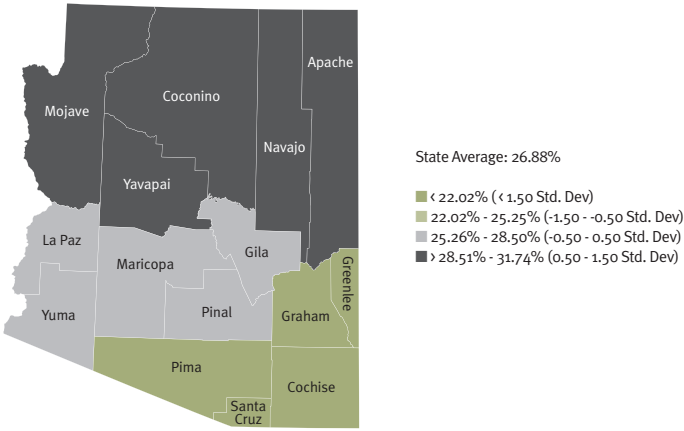 Apache
Coconino
Mojave
Navajo
Yavapai
La Paz
Gila
Maricopa
Greenlee
Pinal
Yuma
Graham
Pima
Cochise
Santa
Cruz
State Average: 26.88%
< 22.02% (< 1.50 Std. Dev)
22.02% - 25.25% (-1.50 - -0.50 Std. Dev)
25.26% - 28.50% (-0.50 - 0.50 Std. Dev)
> 28.51% - 31.74% (0.50 - 1.50 Std. Dev)